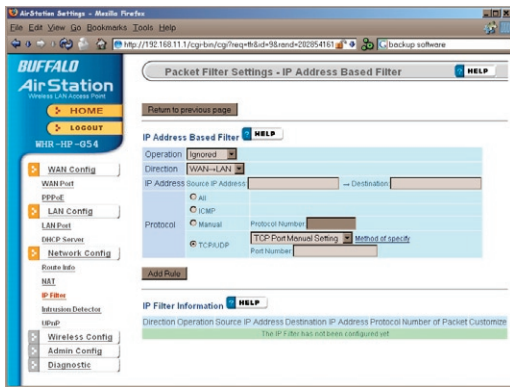 AirStation Settings - Mozilla Firefox
File Edit View Go Bookmarks Tools Help
http://192.168.11.1/cgi-bin/cgi?req=tfr&id=9&rand=202854161
backup software
BUFFALO
AirStation
Wireless LAN Access Point
HOME
LOGOUT
WHR-HP-G54
WAN Config
WAN Port
PPPoE
LAN Config
LAN Port
DHCP Server
Network Config
Route Info
NAT
IP Filter
Intrusion Detector
UPnP
Wireless Config
Admin Config
Diagnostic
Packet Filter Settings - IP Address Based Filter
HELP
Return to previous page
IP Address Based Filter HELP
Operation Ignored
Direction WAN→LAN
IP Address Source IP Address → Destination
Protocol
All
ICMP
Manual Protocol Number
TCP/UDP TCP Port Manual Setting Method of specify
Port Number
Add Rule
IP Filter Information HELP
Direction Operation Source IP Address Destination IP Address Protocol Number of Packet Customize
The IP Filter has not been configured yet